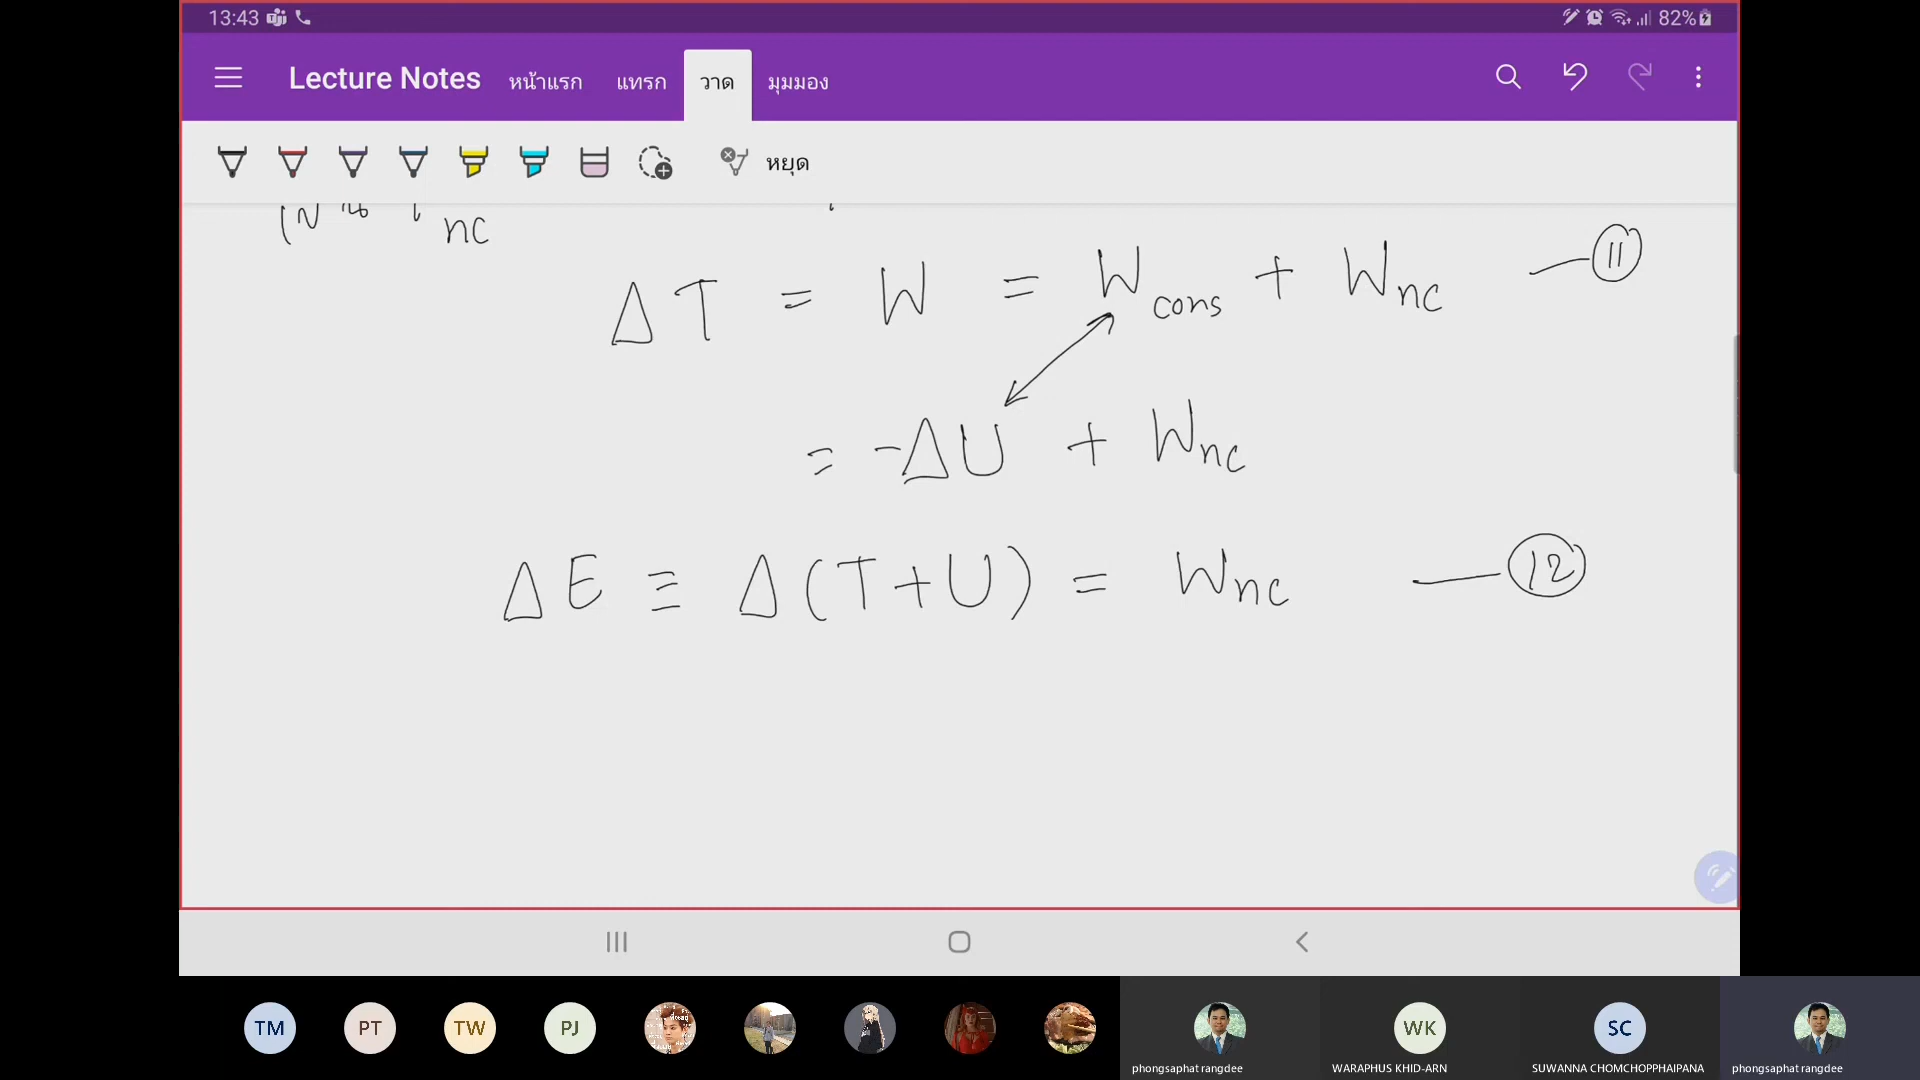 13:43 82%
Lecture Notes หน้าแรก แทรก วาด มุมมอง
หยุด
nc
ΔT = W = W cons + Wnc — 11
= -ΔU + Wnc
ΔE ≡ Δ(T+U) = Wnc — 12
TM PT TW PJ WK SC
phongsaphat rangdee WARAPHUS KHID-ARN SUWANNA CHOMCHOPPHAIPANA phongsaphat rangdee